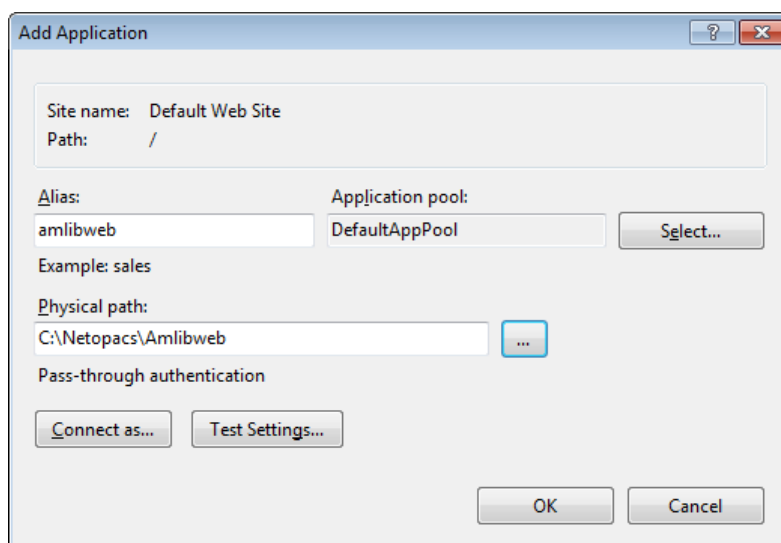 Add Application
?
Site name: Default Web Site
Path: /
Alias: Application pool:
amlibweb DefaultAppPool Select...
Example: sales
Physical path:
C:\Netopacs\Amlibweb ...
Pass-through authentication
Connect as... Test Settings...
OK Cancel